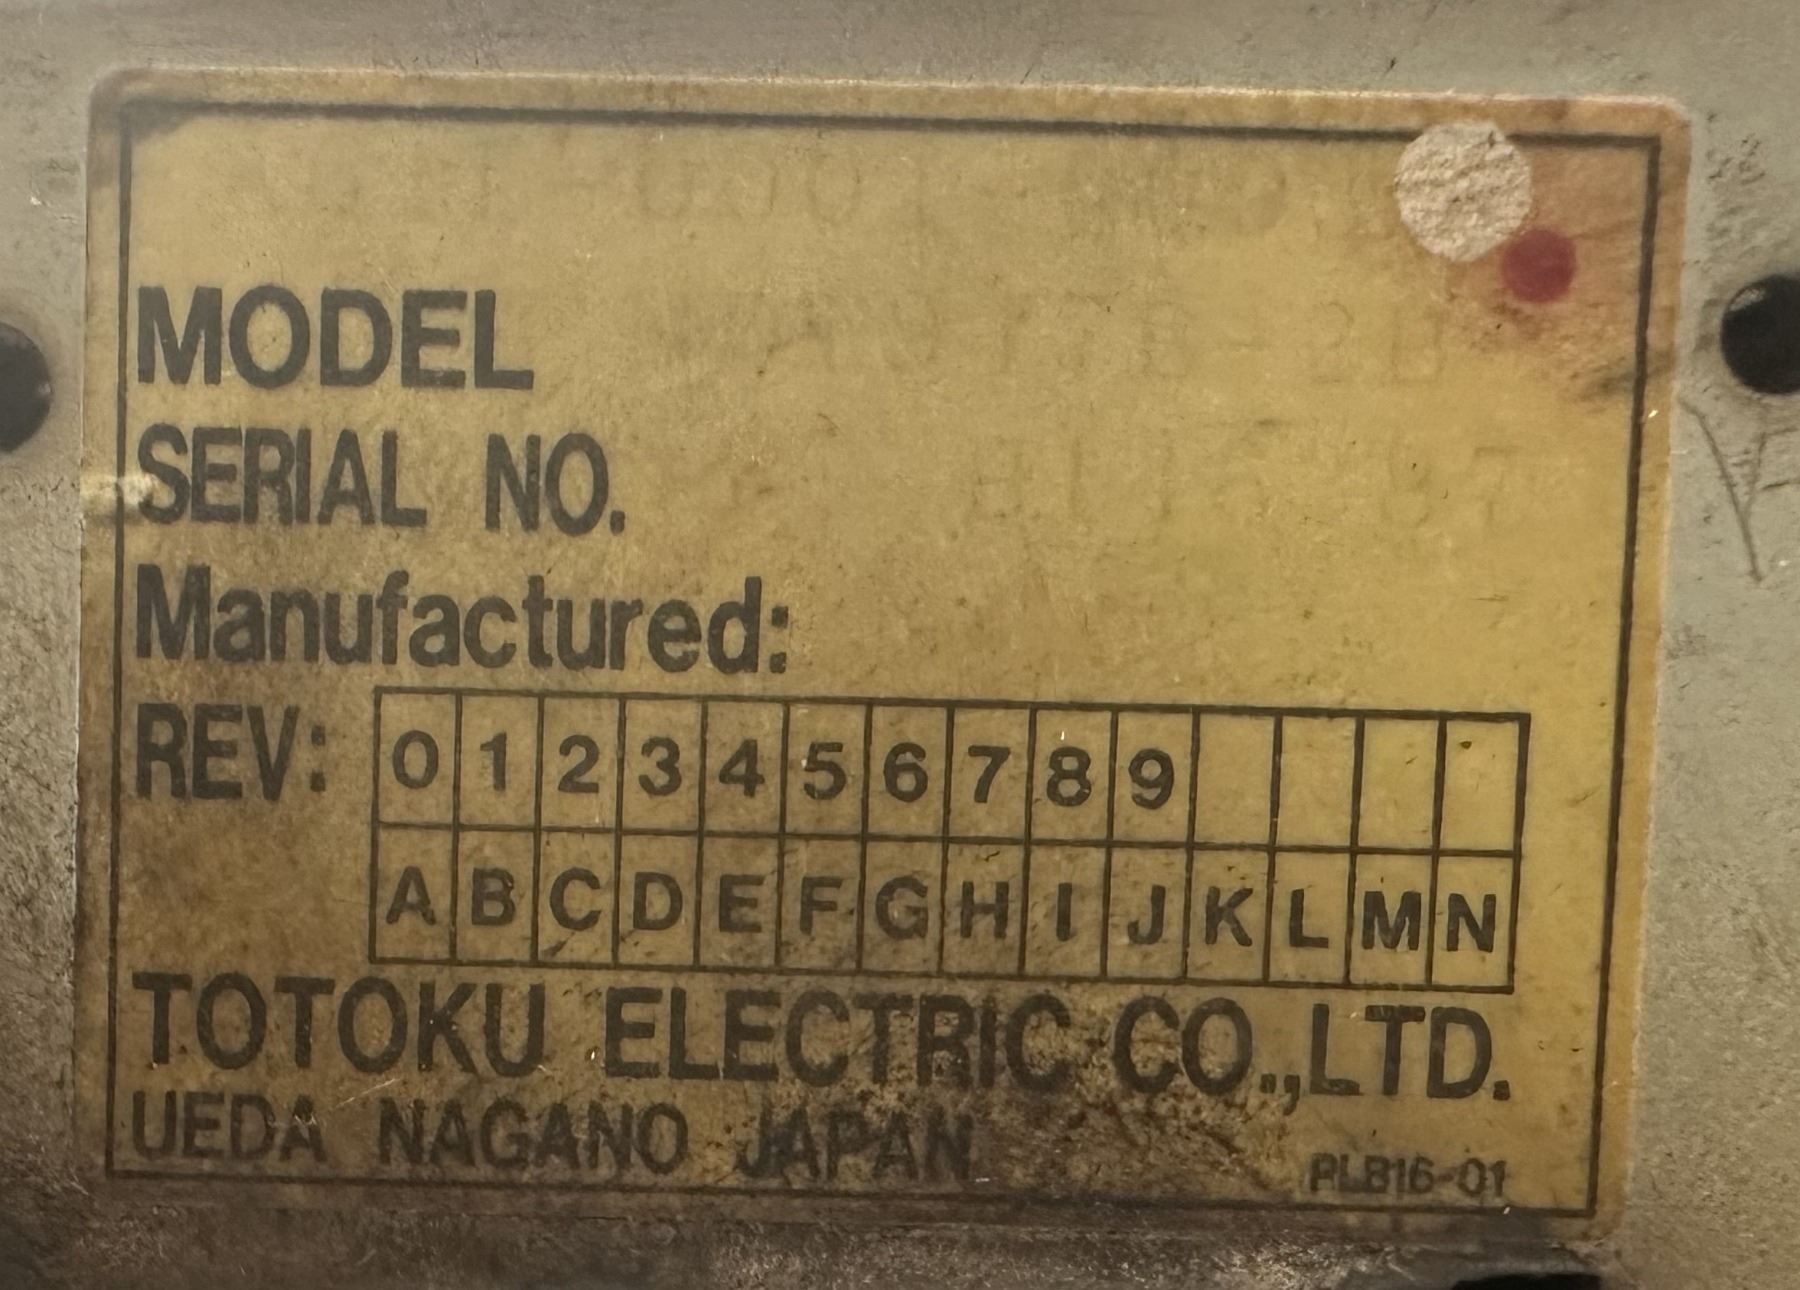 MODEL
SERIAL NO.
Manufactured:
REV: 0 1 2 3 4 5 6 7 8 9
A B C D E F G H I J K L M N
TOTOKU ELECTRIC CO.,LTD.
UEDA NAGANO JAPAN
PLB16-01